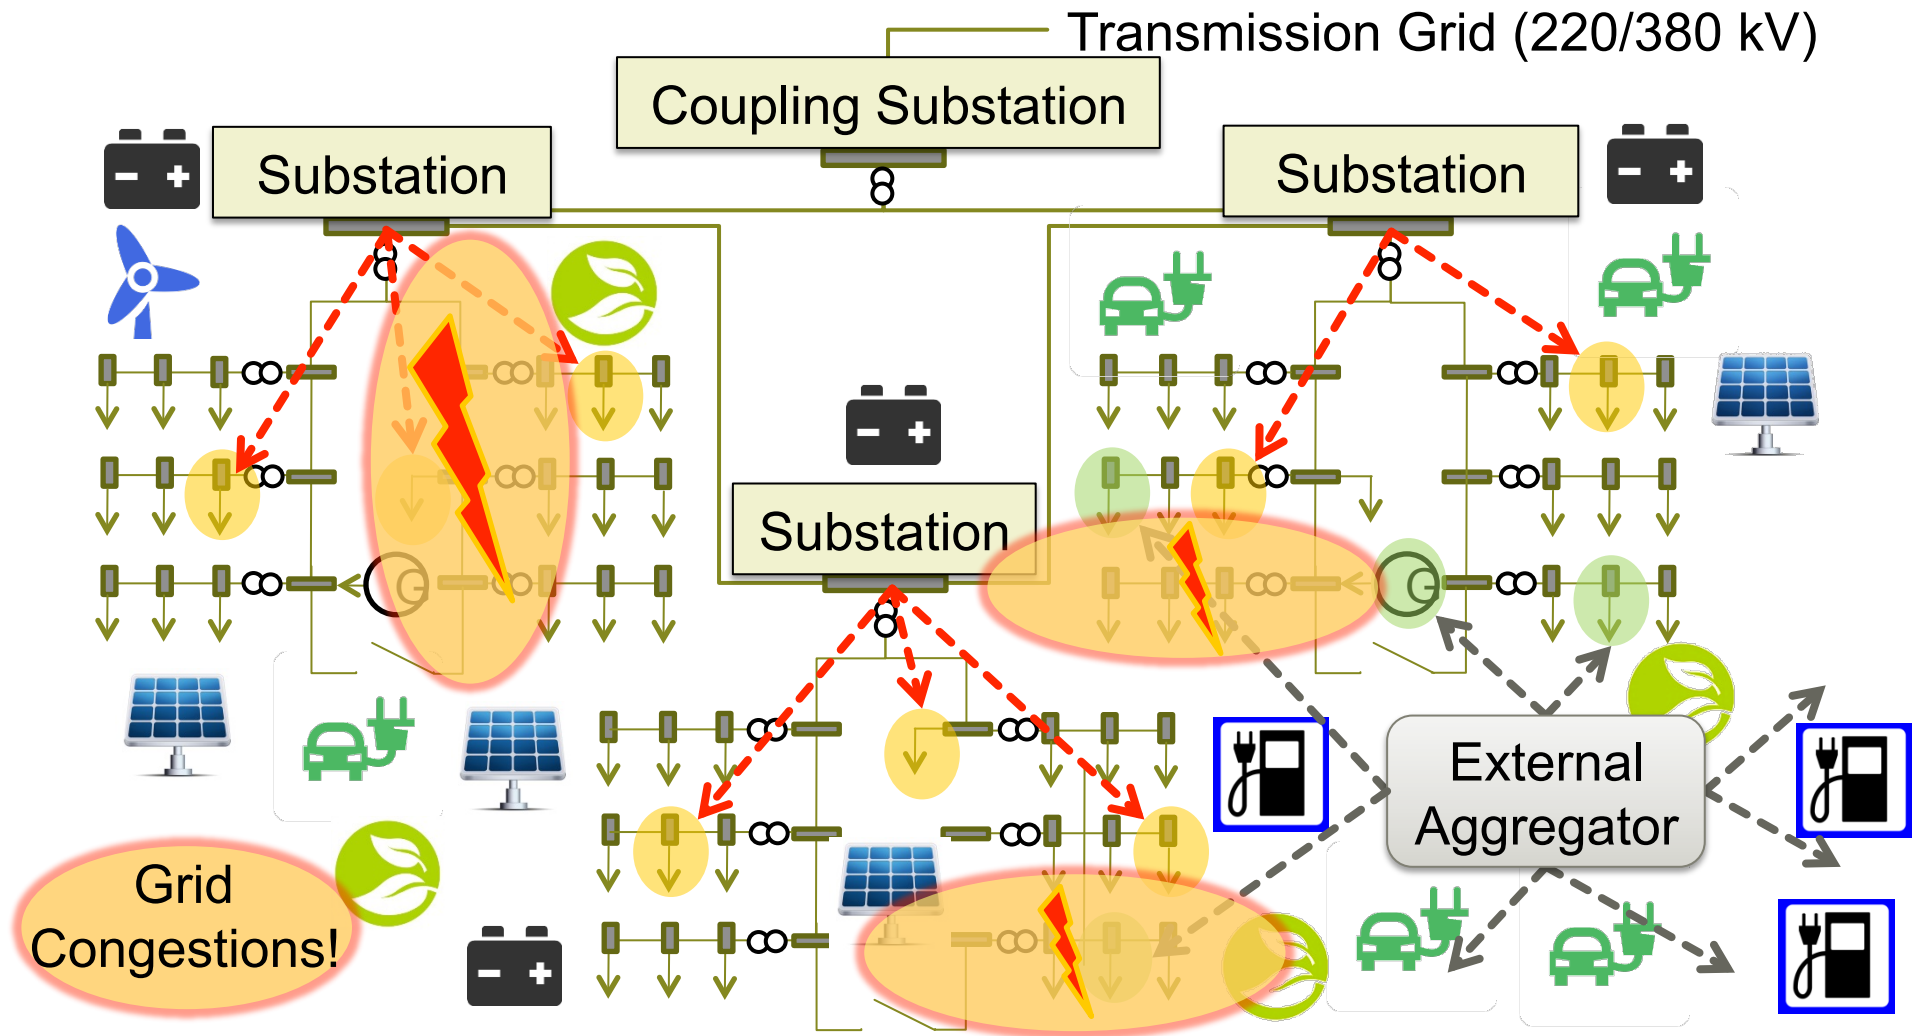 Transmission Grid (220/380 kV)
Coupling Substation
Substation
Substation
Substation
G
G
External
Aggregator
Grid
Congestions!